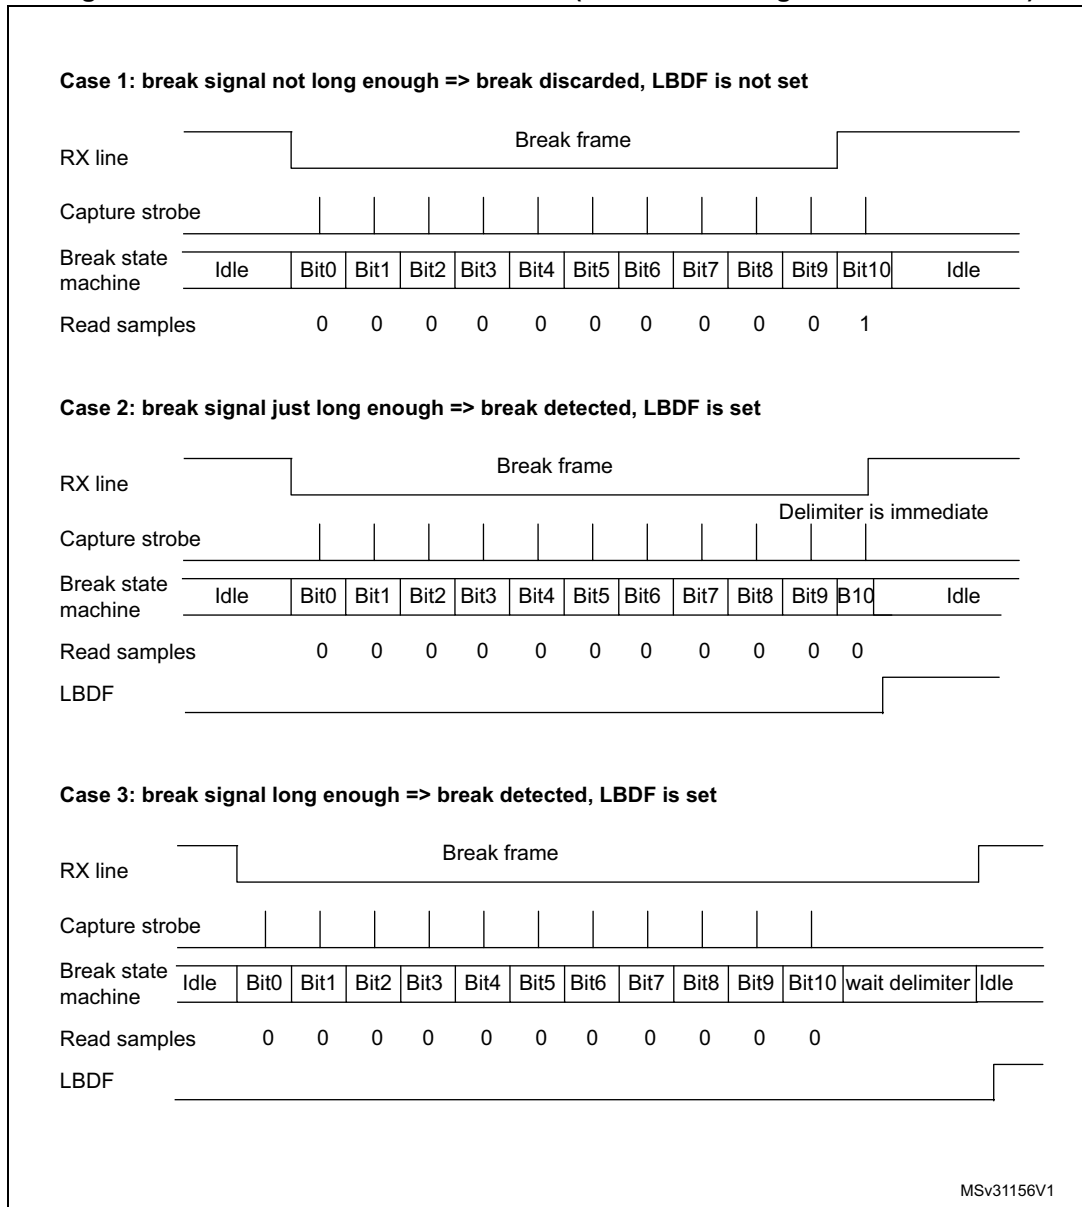 Case 1: break signal not long enough => break discarded, LBDF is not set
Break frame
RX line
Capture strobe
Break state machine Idle Bit0 Bit1 Bit2 Bit3 Bit4 Bit5 Bit6 Bit7 Bit8 Bit9 Bit10 Idle
Read samples 0 0 0 0 0 0 0 0 0 0 1
Case 2: break signal just long enough => break detected, LBDF is set
Break frame
RX line
Delimiter is immediate
Capture strobe
Break state machine Idle Bit0 Bit1 Bit2 Bit3 Bit4 Bit5 Bit6 Bit7 Bit8 Bit9 B10 Idle
Read samples 0 0 0 0 0 0 0 0 0 0 0
LBDF
Case 3: break signal long enough => break detected, LBDF is set
Break frame
RX line
Capture strobe
Break state machine Idle Bit0 Bit1 Bit2 Bit3 Bit4 Bit5 Bit6 Bit7 Bit8 Bit9 Bit10 wait delimiter Idle
Read samples 0 0 0 0 0 0 0 0 0 0 0
LBDF
MSv31156V1